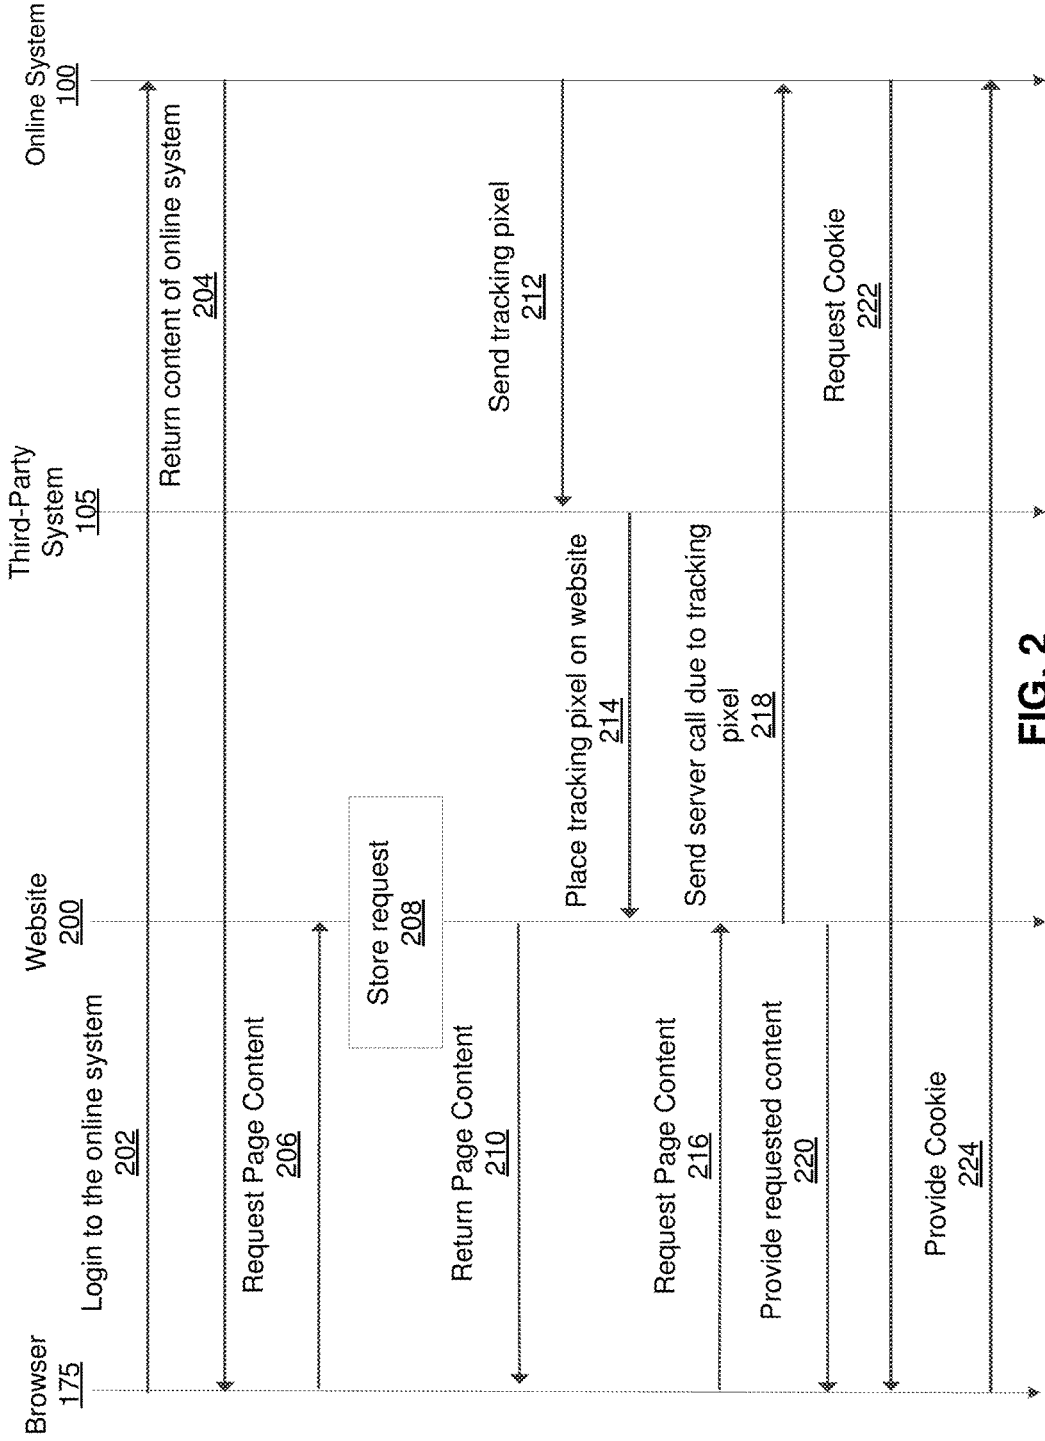 Browser
175
Website
200
Third-Party
System
105
Online System
100
Login to the online system
202
Return content of online system
204
Request Page Content
206
Store request
208
Return Page Content
210
Send tracking pixel
212
Place tracking pixel on website
214
Request Page Content
216
Send server call due to tracking
pixel
218
Provide requested content
220
Request Cookie
222
Provide Cookie
224
FIG. 2